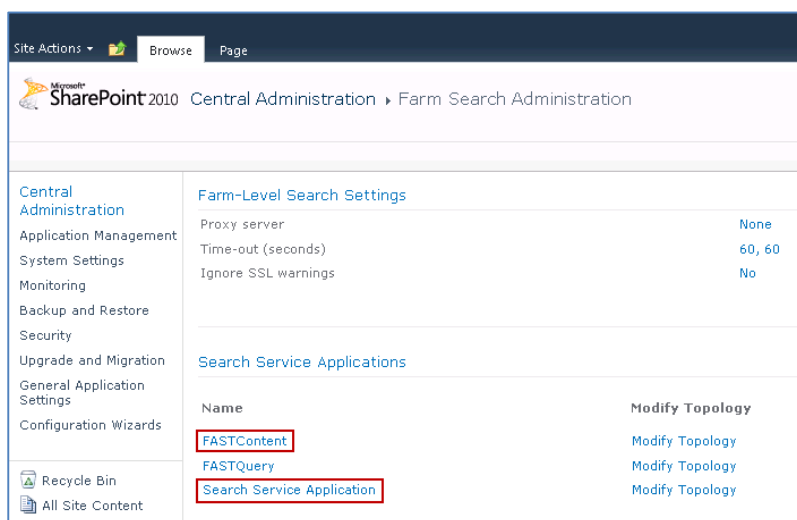 Site Actions Browse Page
Microsoft
SharePoint 2010 Central Administration Farm Search Administration
Central
Administration
Application Management
System Settings
Monitoring
Backup and Restore
Security
Upgrade and Migration
General Application
Settings
Configuration Wizards
Recycle Bin
All Site Content
Farm-Level Search Settings
Proxy server None
Time-out (seconds) 60, 60
Ignore SSL warnings No
Search Service Applications
Name Modify Topology
FASTContent Modify Topology
FASTQuery Modify Topology
Search Service Application Modify Topology